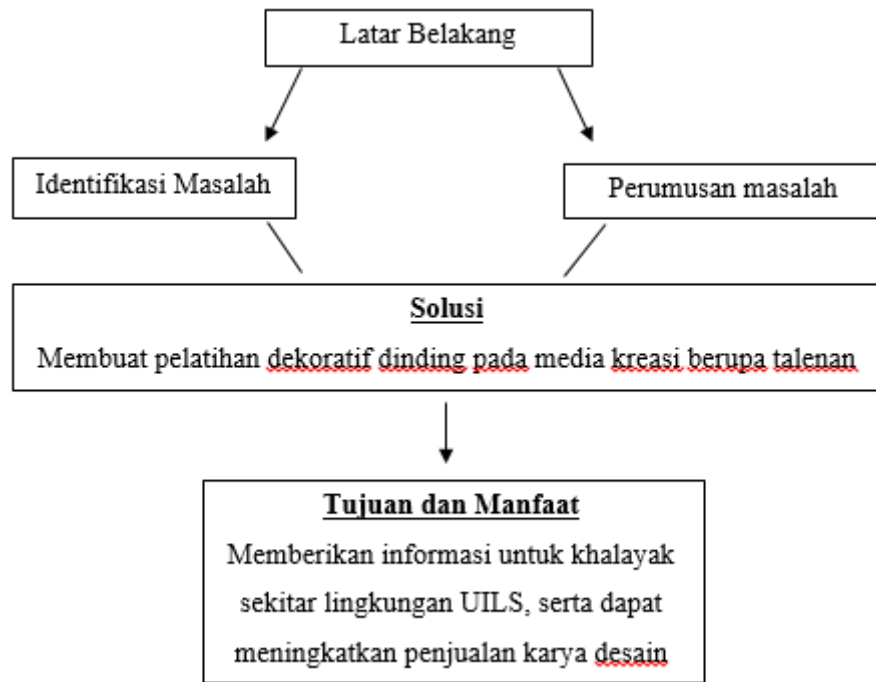 Latar Belakang
Identifikasi Masalah
Perumusan masalah
Solusi
Membuat pelatihan dekoratif dinding pada media kreasi berupa talenan
Tujuan dan Manfaat
Memberikan informasi untuk khalayak
sekitar lingkungan UILS, serta dapat
meningkatkan penjualan karya desain